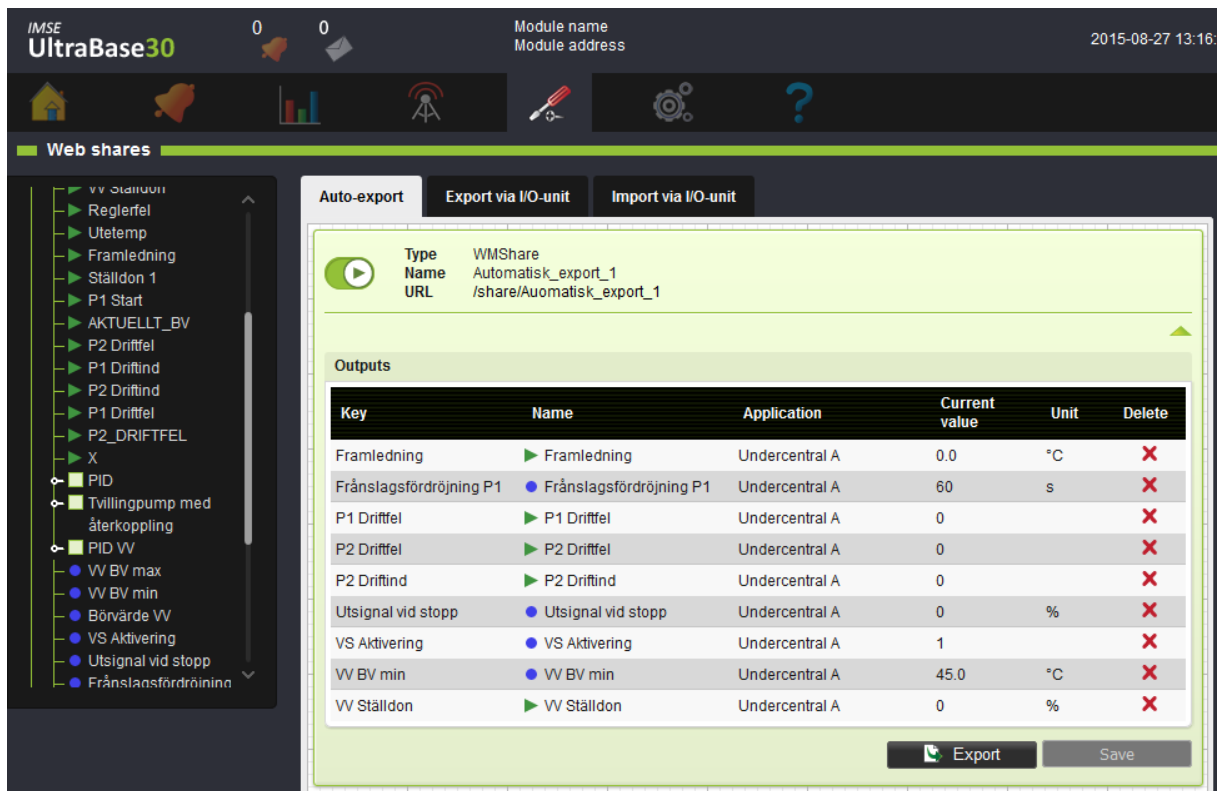 IMSE
UltraBase30
0
0
Module name
Module address
2015-08-27 13:16:
Web shares
VV Ställdon
Reglerfel
Utetemp
Framledning
Ställdon 1
P1 Start
AKTUELLT_BV
P2 Driftfel
P1 Driftind
P2 Driftind
P1 Driftfel
P2_DRIFTFEL
X
PID
Tvillingpump med
återkoppling
PID VV
VV BV max
VV BV min
Börvärde VV
VS Aktivering
Utsignal vid stopp
Frånslagsfördröjning
Auto-export
Export via I/O-unit
Import via I/O-unit
Type WMShare
Name Automatisk_export_1
URL /share/Auomatisk_export_1
Outputs
Key Name Application Current value Unit Delete
Framledning Framledning Undercentral A 0.0 °C
Frånslagsfördröjning P1 Frånslagsfördröjning P1 Undercentral A 60 s
P1 Driftfel P1 Driftfel Undercentral A 0
P2 Driftfel P2 Driftfel Undercentral A 0
P2 Driftind P2 Driftind Undercentral A 0
Utsignal vid stopp Utsignal vid stopp Undercentral A 0 %
VS Aktivering VS Aktivering Undercentral A 1
VV BV min VV BV min Undercentral A 45.0 °C
VV Ställdon VV Ställdon Undercentral A 0 %
Export
Save